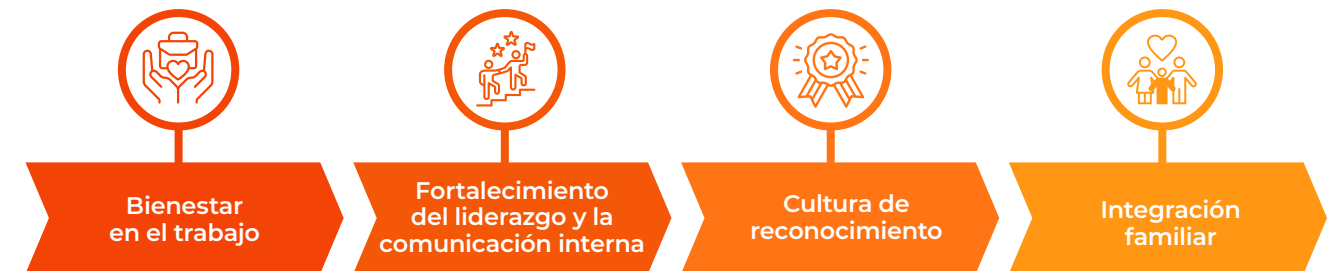 Bienestar
en el trabajo
Fortalecimiento
del liderazgo y la
comunicación interna
Cultura de
reconocimiento
Integración
familiar